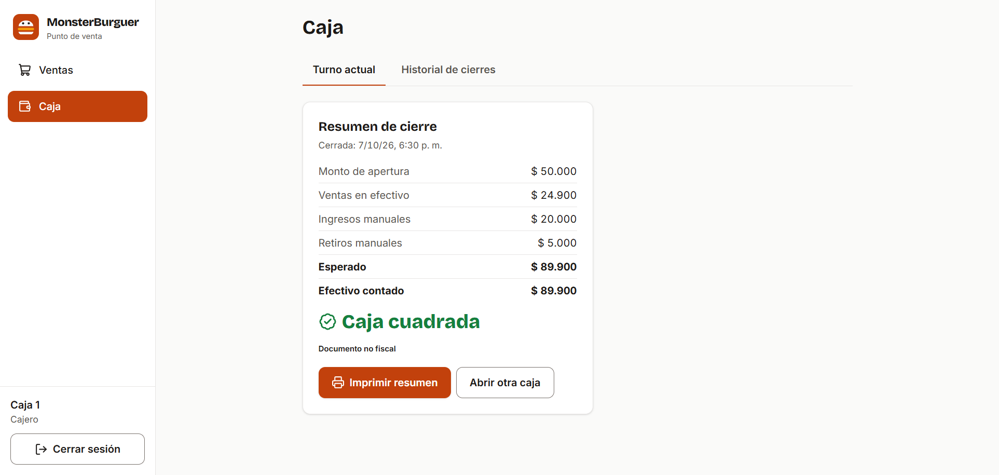 MonsterBurguer
Punto de venta
Ventas
Caja
Caja 1
Cajero
Cerrar sesión
Caja
Turno actual
Historial de cierres
Resumen de cierre
Cerrada: 7/10/26, 6:30 p. m.
Monto de apertura $ 50.000
Ventas en efectivo $ 24.900
Ingresos manuales $ 20.000
Retiros manuales $ 5.000
Esperado $ 89.900
Efectivo contado $ 89.900
Caja cuadrada
Documento no fiscal
Imprimir resumen
Abrir otra caja